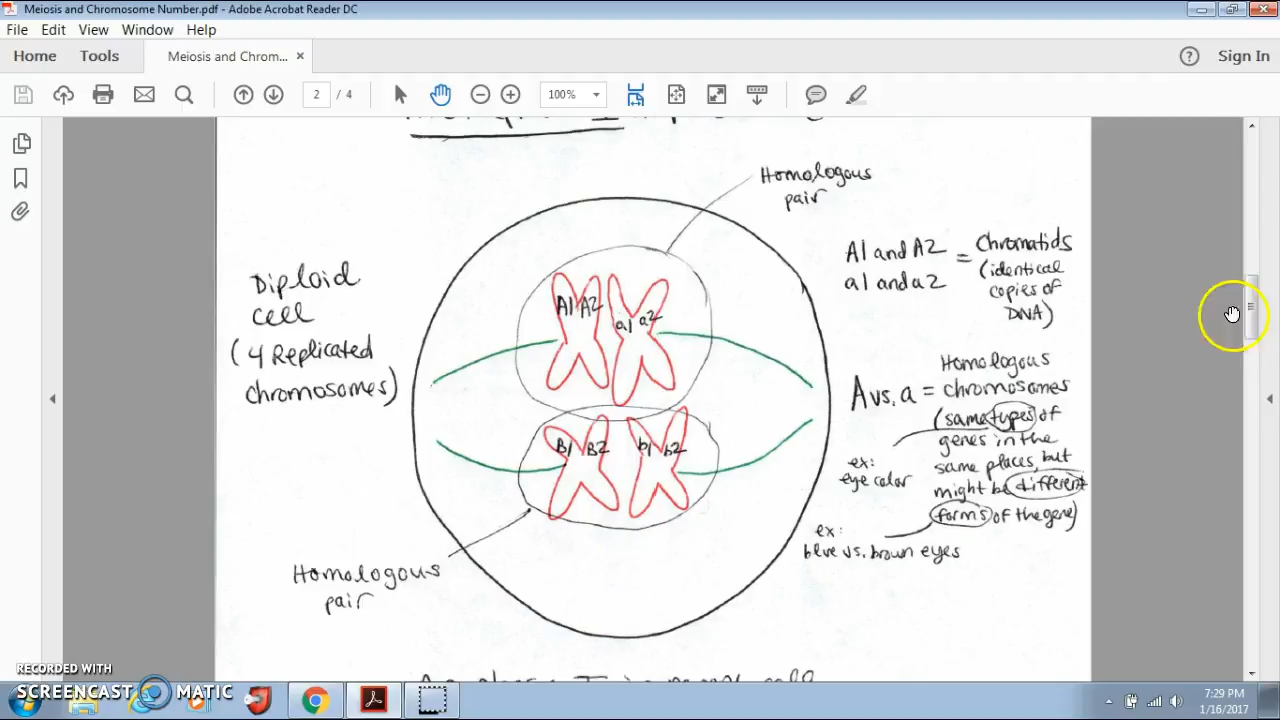 Meiosis and Chromosome Number.pdf - Adobe Acrobat Reader DC
File Edit View Window Help
Home Tools Meiosis and Chrom... × Sign In
2 / 4 100%
Homologous
pair
Diploid
cell
(4 Replicated
chromosomes)
A1 A2 a1 a2
B1 B2 b1 b2
Homologous
pair
A1 and A2
a1 and a2
= Chromatids
(identical
copies of
DNA)
A vs. a =
Homologous
chromosomes
(same types of
genes in the
same places, but
might be different
forms of the gene)
ex:
eye color
ex:
blue vs. brown eyes
RECORDED WITH
SCREENCAST MATIC
7:29 PM
1/16/2017